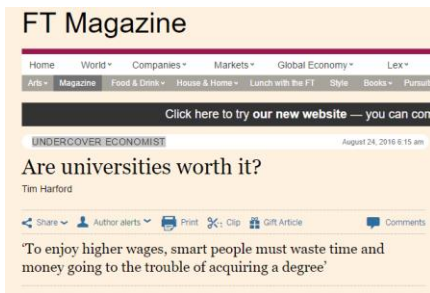 FT Magazine
Home World Companies Markets Global Economy Lex
Arts Magazine Food & Drink House & Home Lunch with the FT Style Books Pursuit
Click here to try our new website — you can con
UNDERCOVER ECONOMIST August 24, 2016 6:15 am
Are universities worth it?
Tim Harford
Share Author alerts Print Clip Gift Article Comments
‘To enjoy higher wages, smart people must waste time and
money going to the trouble of acquiring a degree’